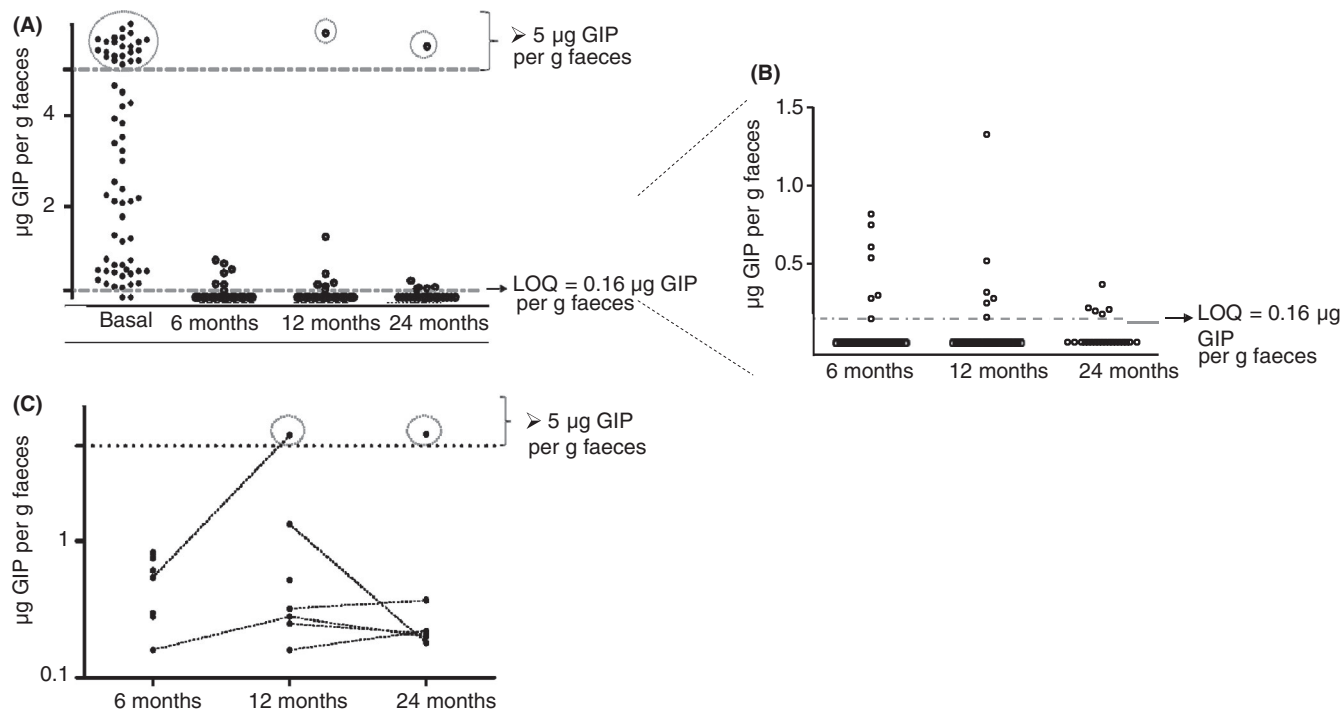 (A)
µg GIP per g faeces
4
2
Basal
6 months
12 months
24 months
➢ 5 µg GIP
per g faeces
LOQ = 0.16 µg GIP
per g faeces
(B)
µg GIP per g faeces
1.5
1.0
0.5
6 months
12 months
24 months
LOQ = 0.16 µg
GIP
per g faeces
(C)
µg GIP per g faeces
1
0.1
6 months
12 months
24 months
➢ 5 µg GIP
per g faeces